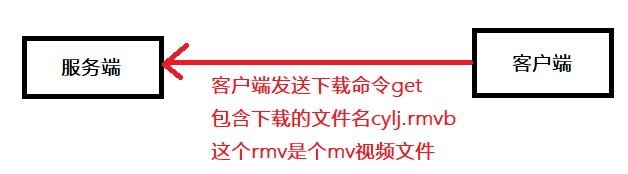 服务端
客户端
客户端发送下载命令get
包含下载的文件名cylj.rmvb
这个rmv是个mv视频文件